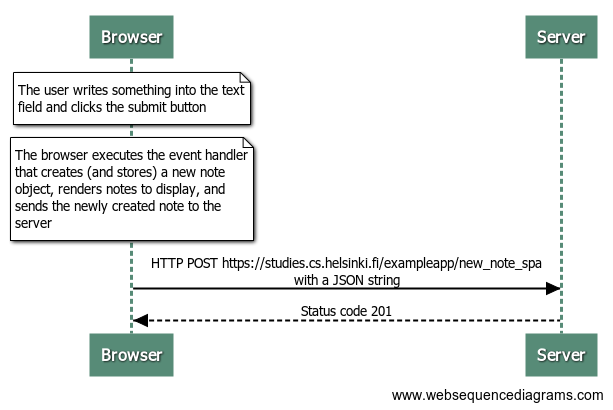 Browser
Server
The user writes something into the text
field and clicks the submit button
The browser executes the event handler
that creates (and stores) a new note
object, renders notes to display, and
sends the newly created note to the
server
HTTP POST https://studies.cs.helsinki.fi/exampleapp/new_note_spa
with a JSON string
Status code 201
Browser
Server
www.websequencediagrams.com